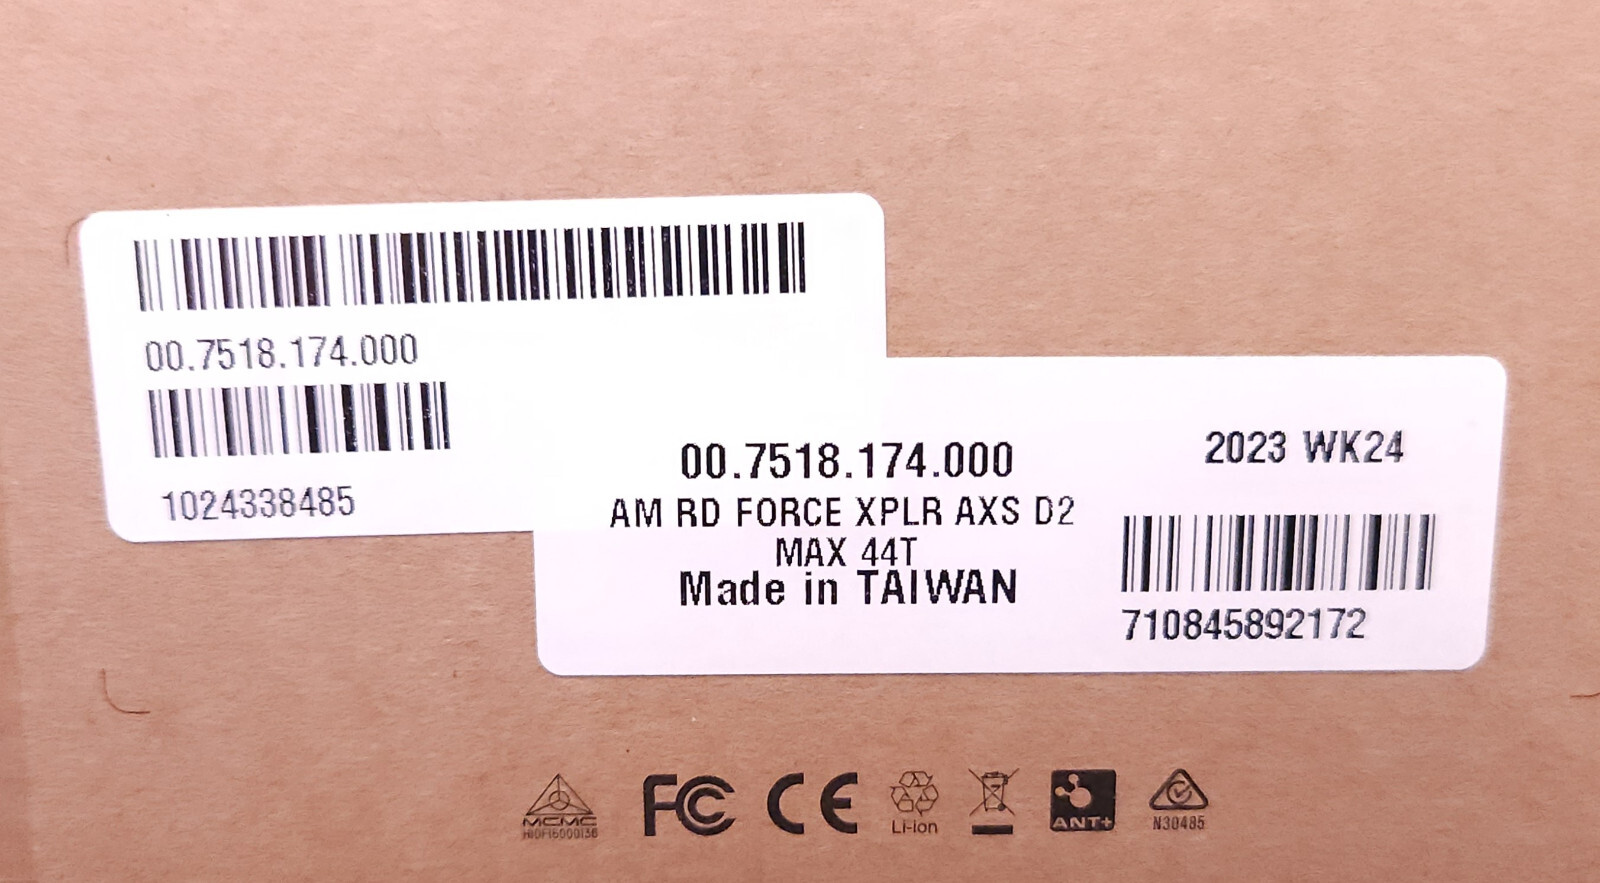 00.7518.174.000
1024338485
00.7518.174.000
AM RD FORCE XPLR AXS D2
MAX 44T
Made in TAIWAN
2023 WK24
710845892172
MCMC
FC CE
Li-ion
ANT+
N30485